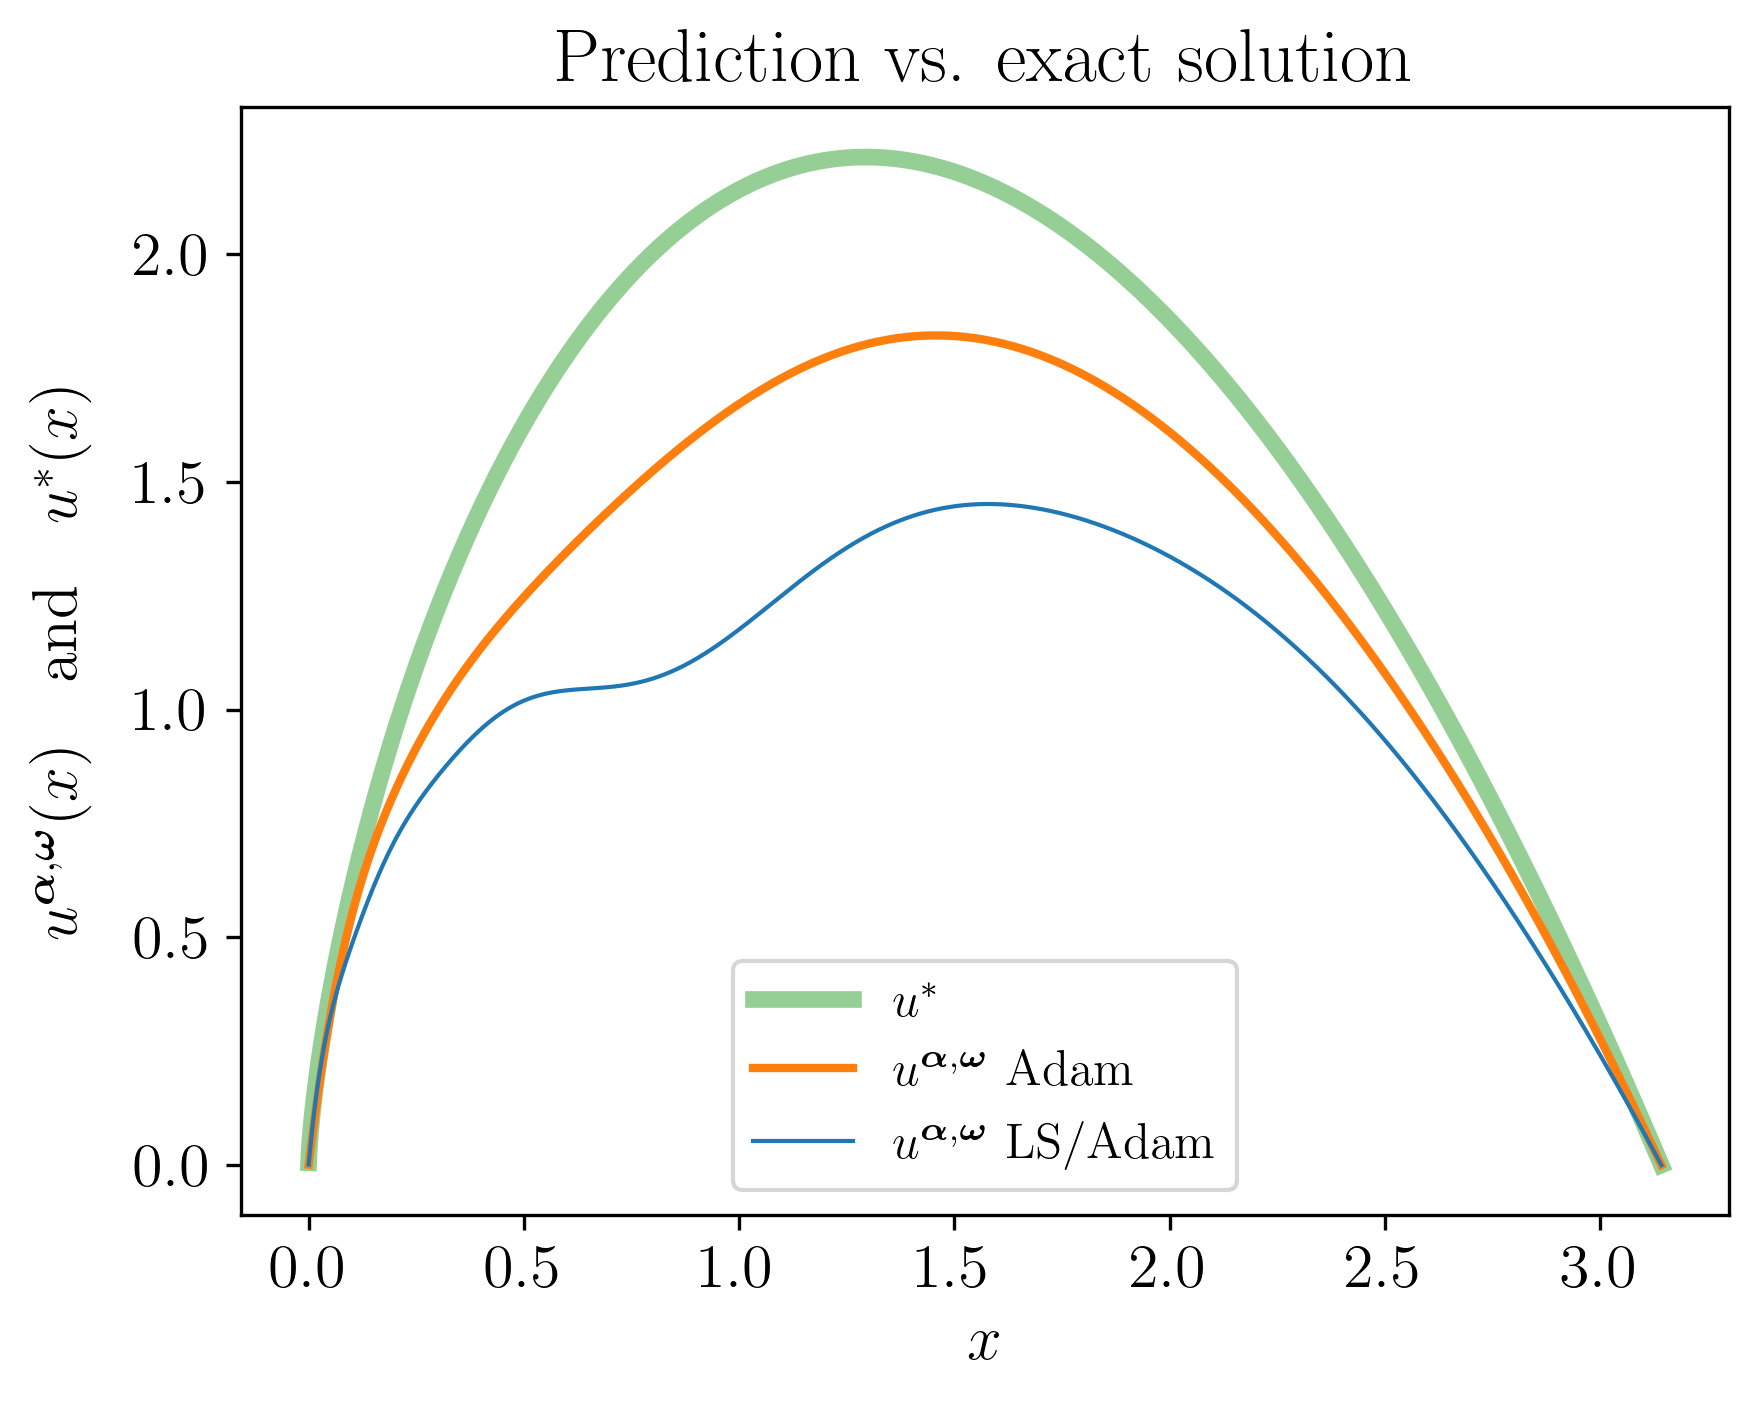 Prediction vs. exact solution
u^{α,ω}(x) and u*(x)
2.0
1.5
1.0
0.5
0.0
u*
u^{α,ω} Adam
u^{α,ω} LS/Adam
0.0 0.5 1.0 1.5 2.0 2.5 3.0
x